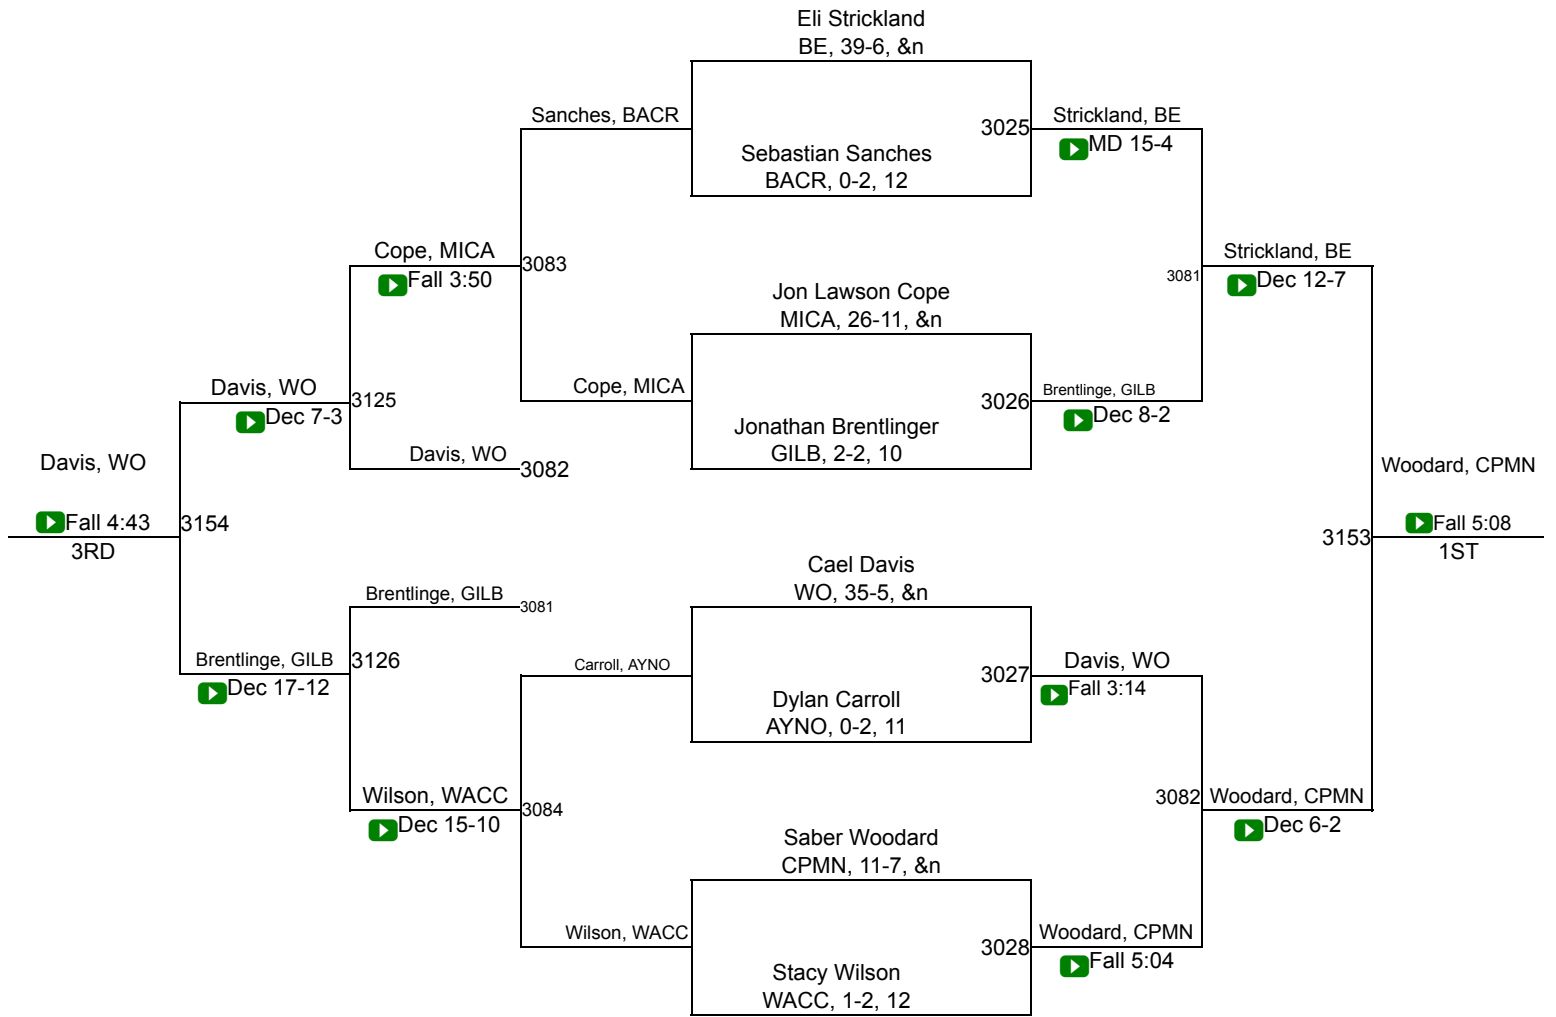 Eli Strickland
BE, 39-6, &n
Sanches, BACR
3025
Strickland, BE
MD 15-4
Sebastian Sanches
BACR, 0-2, 12
Cope, MICA
Fall 3:50
3083
Strickland, BE
3081
Dec 12-7
Jon Lawson Cope
MICA, 26-11, &n
Davis, WO
Dec 7-3
3125
Cope, MICA
3026
Brentlinge, GILB
Dec 8-2
Jonathan Brentlinger
GILB, 2-2, 10
Davis, WO
3082
Davis, WO
Fall 4:43
3RD
3154
Woodard, CPMN
3153
Fall 5:08
1ST
Cael Davis
WO, 35-5, &n
Brentlinge, GILB
3081
Brentlinge, GILB
Dec 17-12
3126
Carroll, AYNO
3027
Davis, WO
Fall 3:14
Dylan Carroll
AYNO, 0-2, 11
Wilson, WACC
Dec 15-10
3084
3082
Woodard, CPMN
Dec 6-2
Saber Woodard
CPMN, 11-7, &n
Wilson, WACC
3028
Woodard, CPMN
Fall 5:04
Stacy Wilson
WACC, 1-2, 12